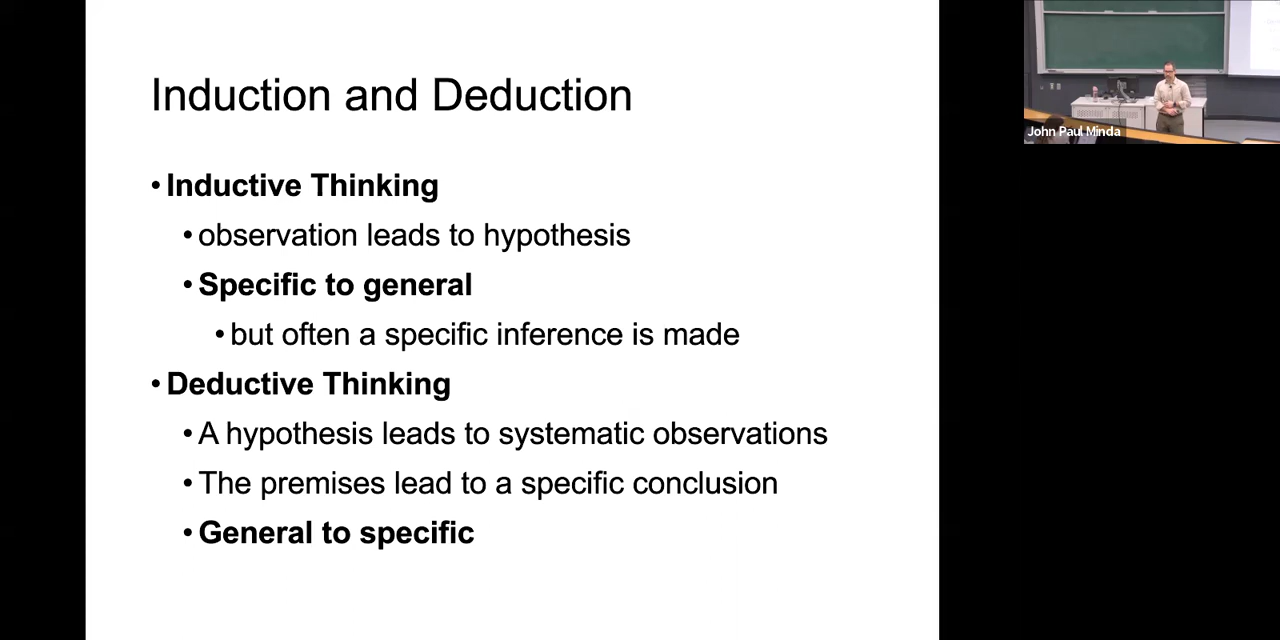 Induction and Deduction
• Inductive Thinking
• observation leads to hypothesis
• Specific to general
• but often a specific inference is made
• Deductive Thinking
• A hypothesis leads to systematic observations
• The premises lead to a specific conclusion
• General to specific
John Paul Minda